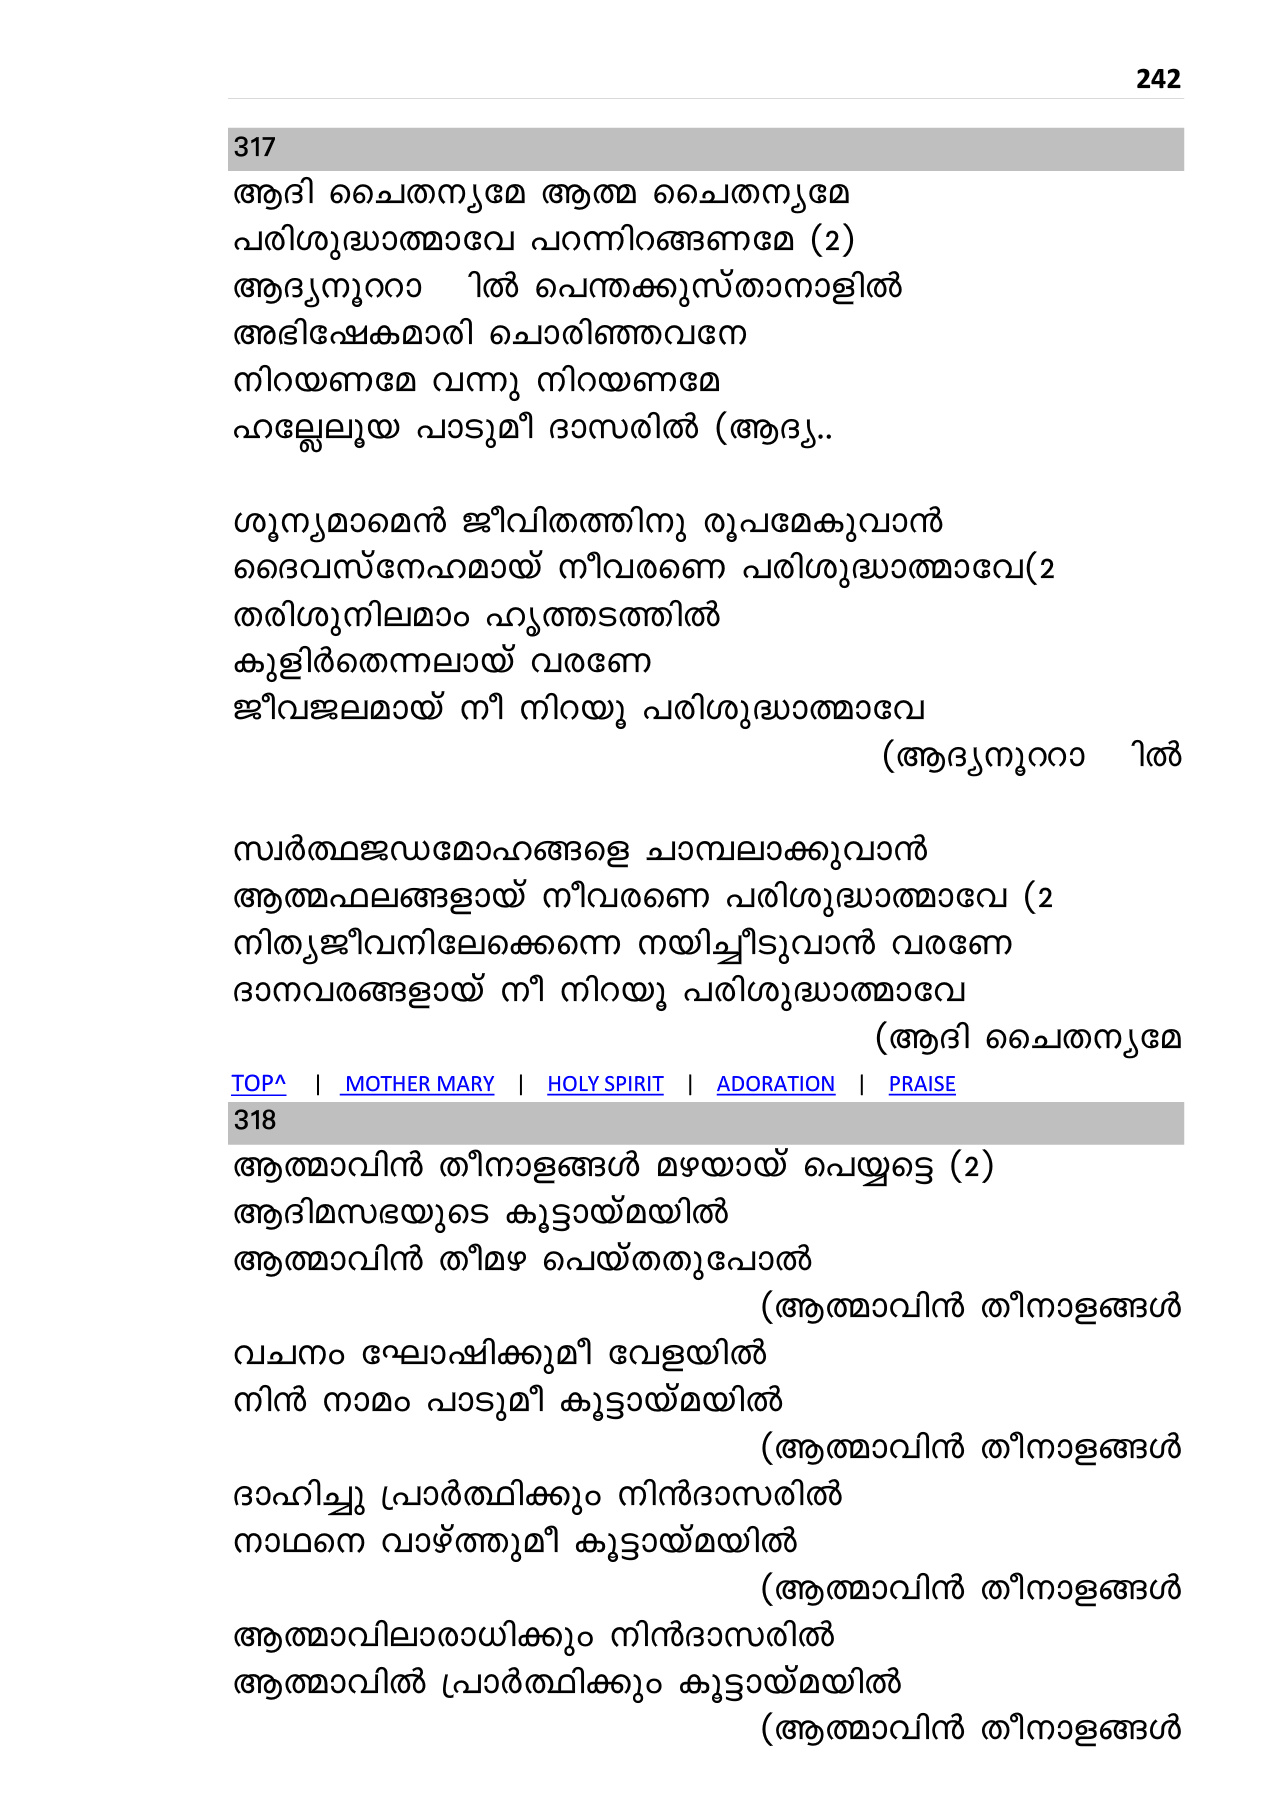 242
317
ആദി ചൈതന്യമേ ആത്മ ചൈതന്യമേ
പരിശുദ്ധാത്മാവേ പറന്നിറങ്ങണമേ (2)
ആദ്യനൂററാ ിൽ പെന്തക്കുസ്താനാളിൽ
അഭിഷേകമാരി ചൊരിഞ്ഞവനേ
നിറയണമേ വന്നു നിറയണമേ
ഹല്ലേലൂയ പാടുമീ ദാസരിൽ (ആദ്യ..
ശൂന്യമാമെൻ ജീവിതത്തിനു രൂപമേകുവാൻ
ദൈവസ്നേഹമായ് നീവരണെ പരിശുദ്ധാത്മാവേ(2
തരിശുനിലമാം ഹൃത്തടത്തിൽ
കുളിർതെന്നലായ് വരണേ
ജീവജലമായ് നീ നിറയൂ പരിശുദ്ധാത്മാവേ
(ആദ്യനൂററാ ിൽ
സ്വർത്ഥജഡമോഹങ്ങളെ ചാമ്പലാക്കുവാൻ
ആത്മഫലങ്ങളായ് നീവരണെ പരിശുദ്ധാത്മാവേ (2
നിത്യജീവനിലേക്കെന്നെ നയിച്ചീടുവാൻ വരണേ
ദാനവരങ്ങളായ് നീ നിറയൂ പരിശുദ്ധാത്മാവേ
(ആദി ചൈതന്യമേ
TOP^ | MOTHER MARY | HOLY SPIRIT | ADORATION | PRAISE
318
ആത്മാവിൻ തീനാളങ്ങൾ മഴയായ് പെയ്യട്ടെ (2)
ആദിമസഭയുടെ കൂട്ടായ്മയിൽ
ആത്മാവിൻ തീമഴ പെയ്തതുപോൽ
(ആത്മാവിൻ തീനാളങ്ങൾ
വചനം ഘോഷിക്കുമീ വേളയിൽ
നിൻ നാമം പാടുമീ കൂട്ടായ്മയിൽ
(ആത്മാവിൻ തീനാളങ്ങൾ
ദാഹിച്ചു പ്രാർത്ഥിക്കും നിൻദാസരിൽ
നാഥനെ വാഴ്ത്തുമീ കൂട്ടായ്മയിൽ
(ആത്മാവിൻ തീനാളങ്ങൾ
ആത്മാവിലാരാധിക്കും നിൻദാസരിൽ
ആത്മാവിൽ പ്രാർത്ഥിക്കും കൂട്ടായ്മയിൽ
(ആത്മാവിൻ തീനാളങ്ങൾ